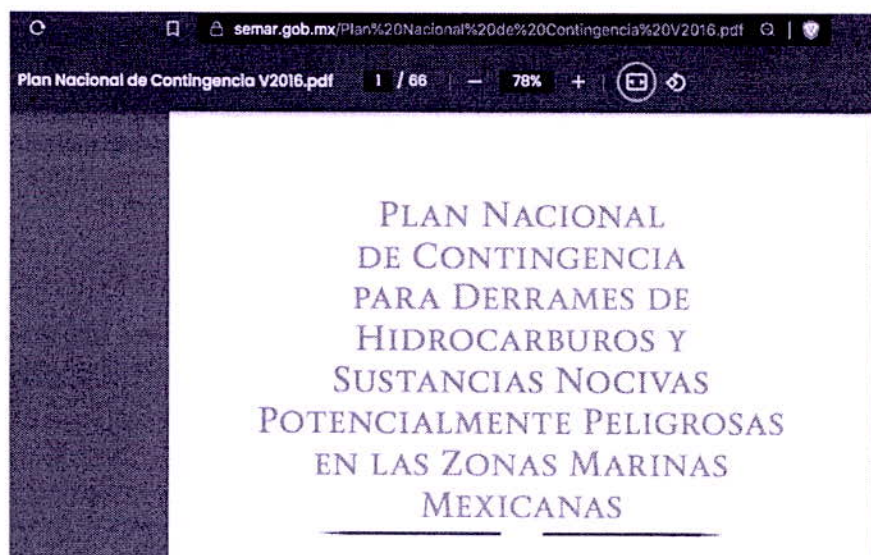 semar.gob.mx/Plan%20Nacional%20de%20Contingencia%20V2016.pdf
Plan Nacional de Contingencia V2016.pdf 1 / 66 — 78% +
PLAN NACIONAL
DE CONTINGENCIA
PARA DERRAMES DE
HIDROCARBUROS Y
SUSTANCIAS NOCIVAS
POTENCIALMENTE PELIGROSAS
EN LAS ZONAS MARINAS
MEXICANAS